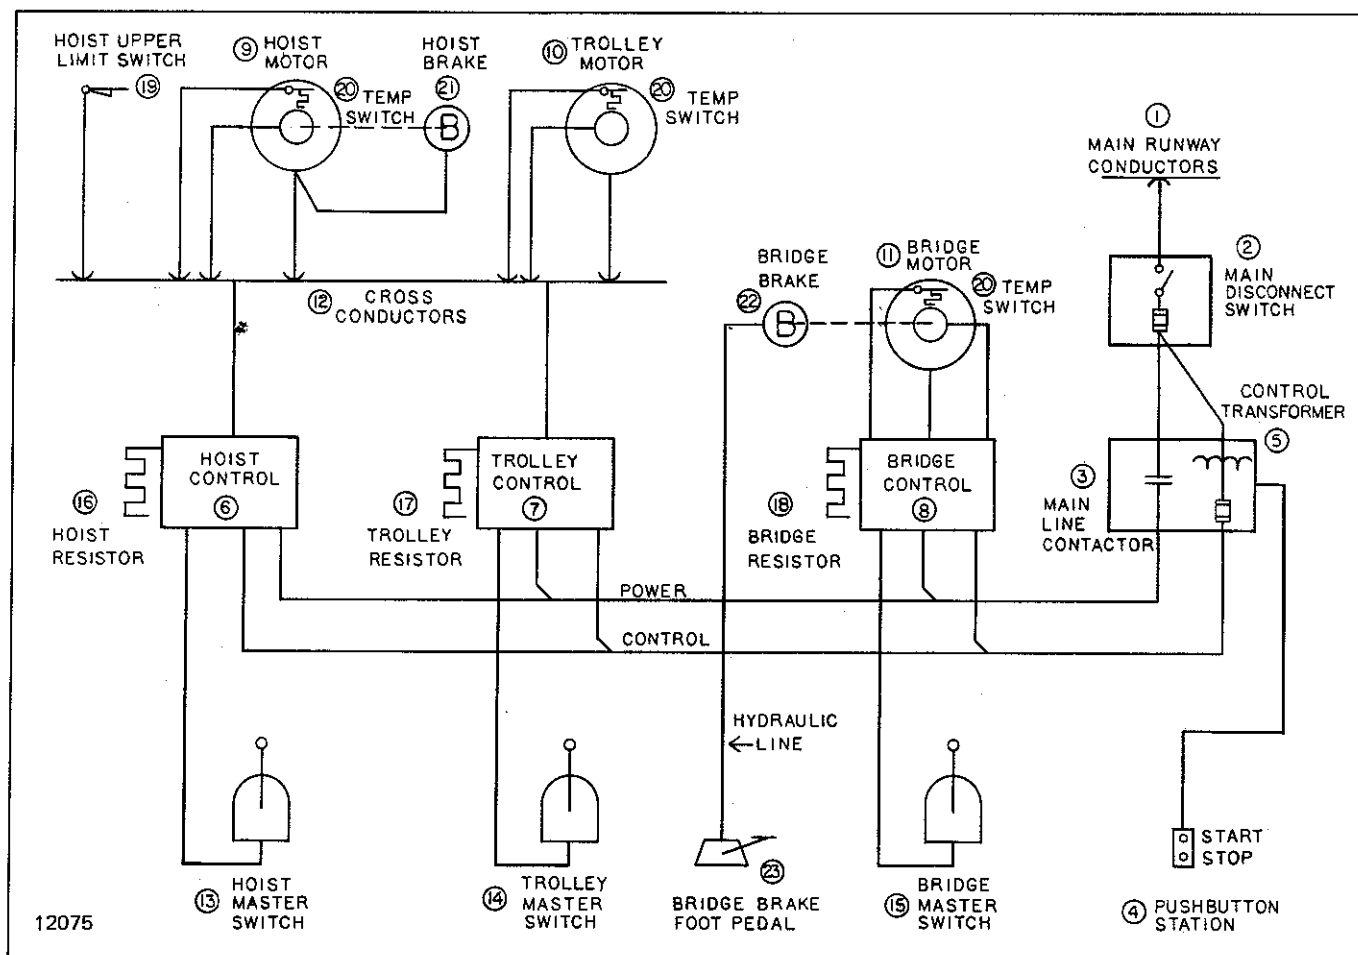 HOIST UPPER
LIMIT SWITCH
19
9 HOIST
MOTOR
20
TEMP
SWITCH
HOIST
BRAKE
21
B
10 TROLLEY
MOTOR
20
TEMP
SWITCH
1
MAIN RUNWAY
CONDUCTORS
2
MAIN
DISCONNECT
SWITCH
12 CROSS
CONDUCTORS
BRIDGE
BRAKE
22
B
11 BRIDGE
MOTOR
20 TEMP
SWITCH
CONTROL
TRANSFORMER
5
HOIST
CONTROL
6
16
HOIST
RESISTOR
TROLLEY
CONTROL
7
17
TROLLEY
RESISTOR
BRIDGE
CONTROL
8
18
BRIDGE
RESISTOR
3
MAIN
LINE
CONTACTOR
POWER
CONTROL
HYDRAULIC
LINE
START
STOP
13 HOIST
MASTER
SWITCH
14 TROLLEY
MASTER
SWITCH
23
BRIDGE BRAKE
FOOT PEDAL
15 BRIDGE
MASTER
SWITCH
4 PUSHBUTTON
STATION
12075